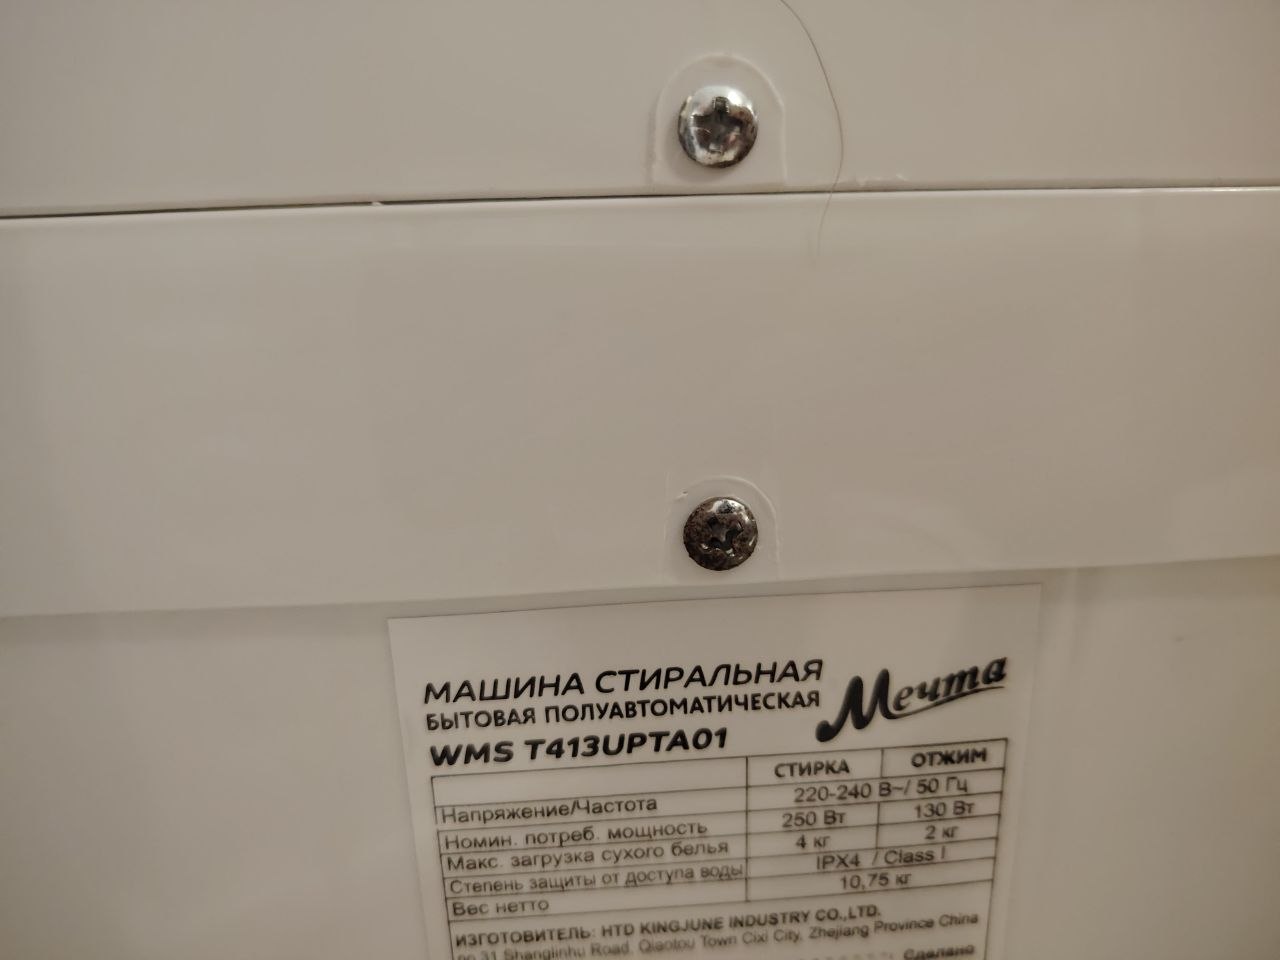 МАШИНА СТИРАЛЬНАЯ
БЫТОВАЯ ПОЛУАВТОМАТИЧЕСКАЯ
Мечта
WMS T413UPTA01
СТИРКА ОТЖИМ
Напряжение/Частота 220-240 В~/ 50 Гц
Номин. потреб. мощность 250 Вт 130 Вт
Макс. загрузка сухого белья 4 кг 2 кг
Степень защиты от доступа воды IPX4 / Class I
Вес нетто 10,75 кг
ИЗГОТОВИТЕЛЬ: HTD KINGJUNE INDUSTRY CO.,LTD.
no.31 Shanglinhu Road, Qiaotou Town Cixi City, Zhejiang Province China
Сделано